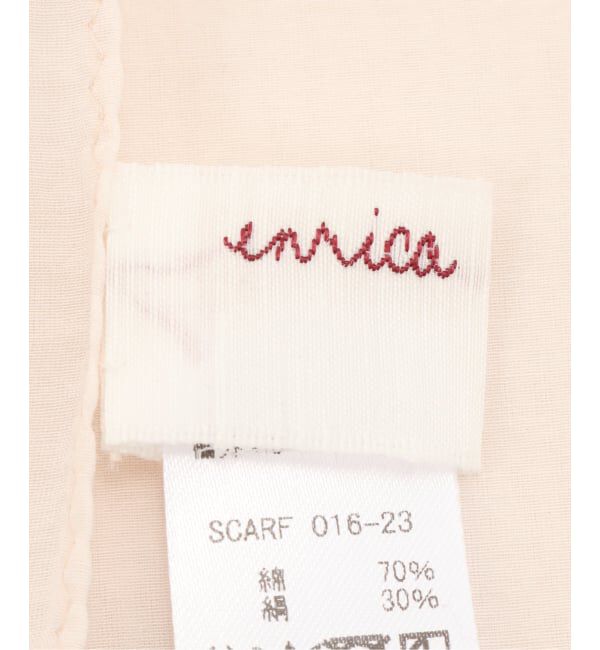 enrica
SCARF 016-23
綿 70%
絹 30%